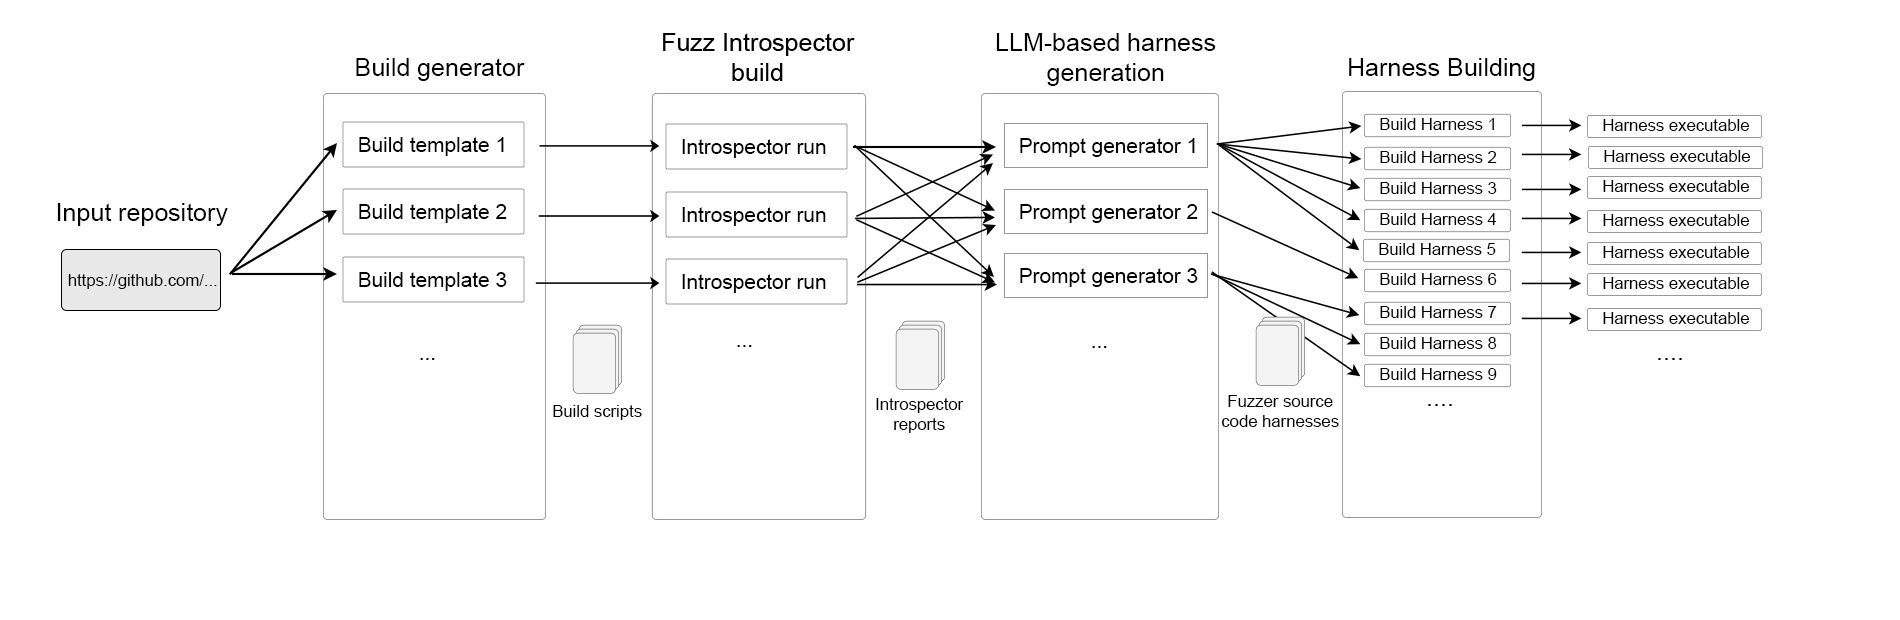 Input repository
https://github.com/...
Build generator
Build template 1
Build template 2
Build template 3
...
Build scripts
Fuzz Introspector
build
Introspector run
Introspector run
Introspector run
...
Introspector
reports
LLM-based harness
generation
Prompt generator 1
Prompt generator 2
Prompt generator 3
...
Fuzzer source
code harnesses
Harness Building
Build Harness 1
Build Harness 2
Build Harness 3
Build Harness 4
Build Harness 5
Build Harness 6
Build Harness 7
Build Harness 8
Build Harness 9
....
Harness executable
Harness executable
Harness executable
Harness executable
Harness executable
Harness executable
Harness executable
....